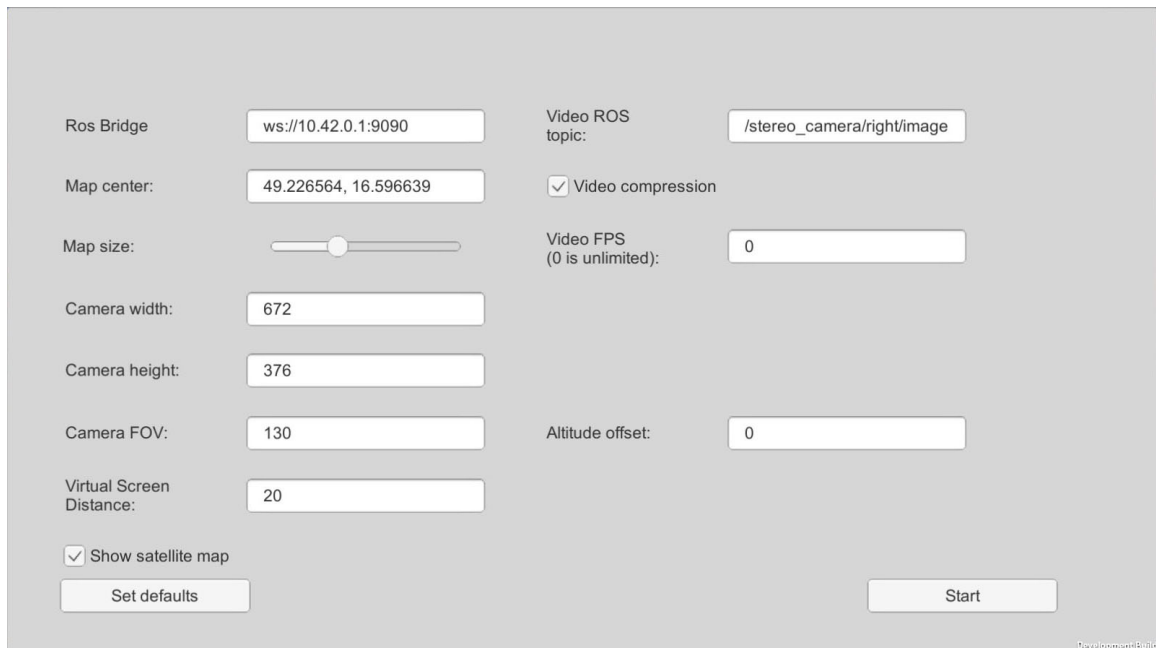 Ros Bridge
ws://10.42.0.1:9090
Map center:
49.226564, 16.596639
Map size:
Camera width:
672
Camera height:
376
Camera FOV:
130
Virtual Screen
Distance:
20
Show satellite map
Set defaults
Video ROS
topic:
/stereo_camera/right/image
Video compression
Video FPS
(0 is unlimited):
0
Altitude offset:
0
Start
Development Build